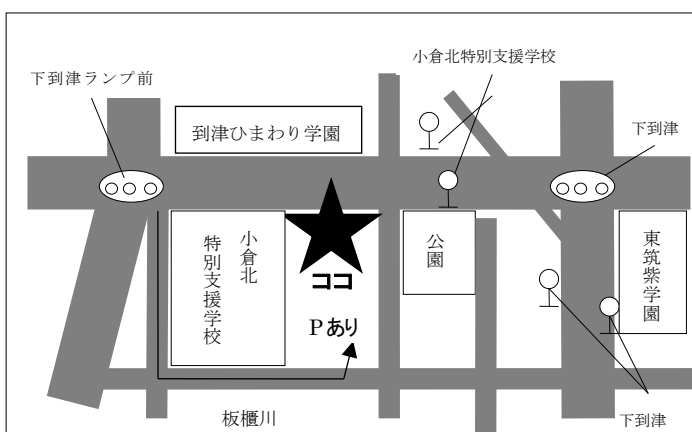 小倉北特別支援学校
下到津ランプ前
下到津
到津ひまわり学園
小倉北
特別支援学校
公園
東筑紫学園
ココ
Pあり
板櫃川
下到津